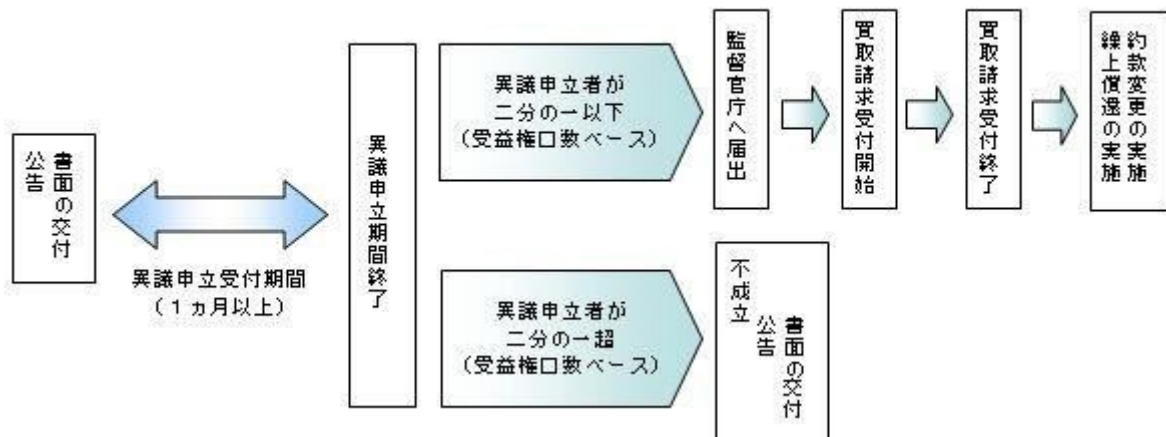 書面の交付
公告
異議申立受付期間
（１ヵ月以上）
異議申立期間終了
異議申立者が
二分の一以下
（受益権口数ベース）
監督官庁へ届出
買取請求受付開始
買取請求受付終了
約款変更の実施
繰上償還の実施
異議申立者が
二分の一超
（受益権口数ベース）
不成立
書面の交付
公告